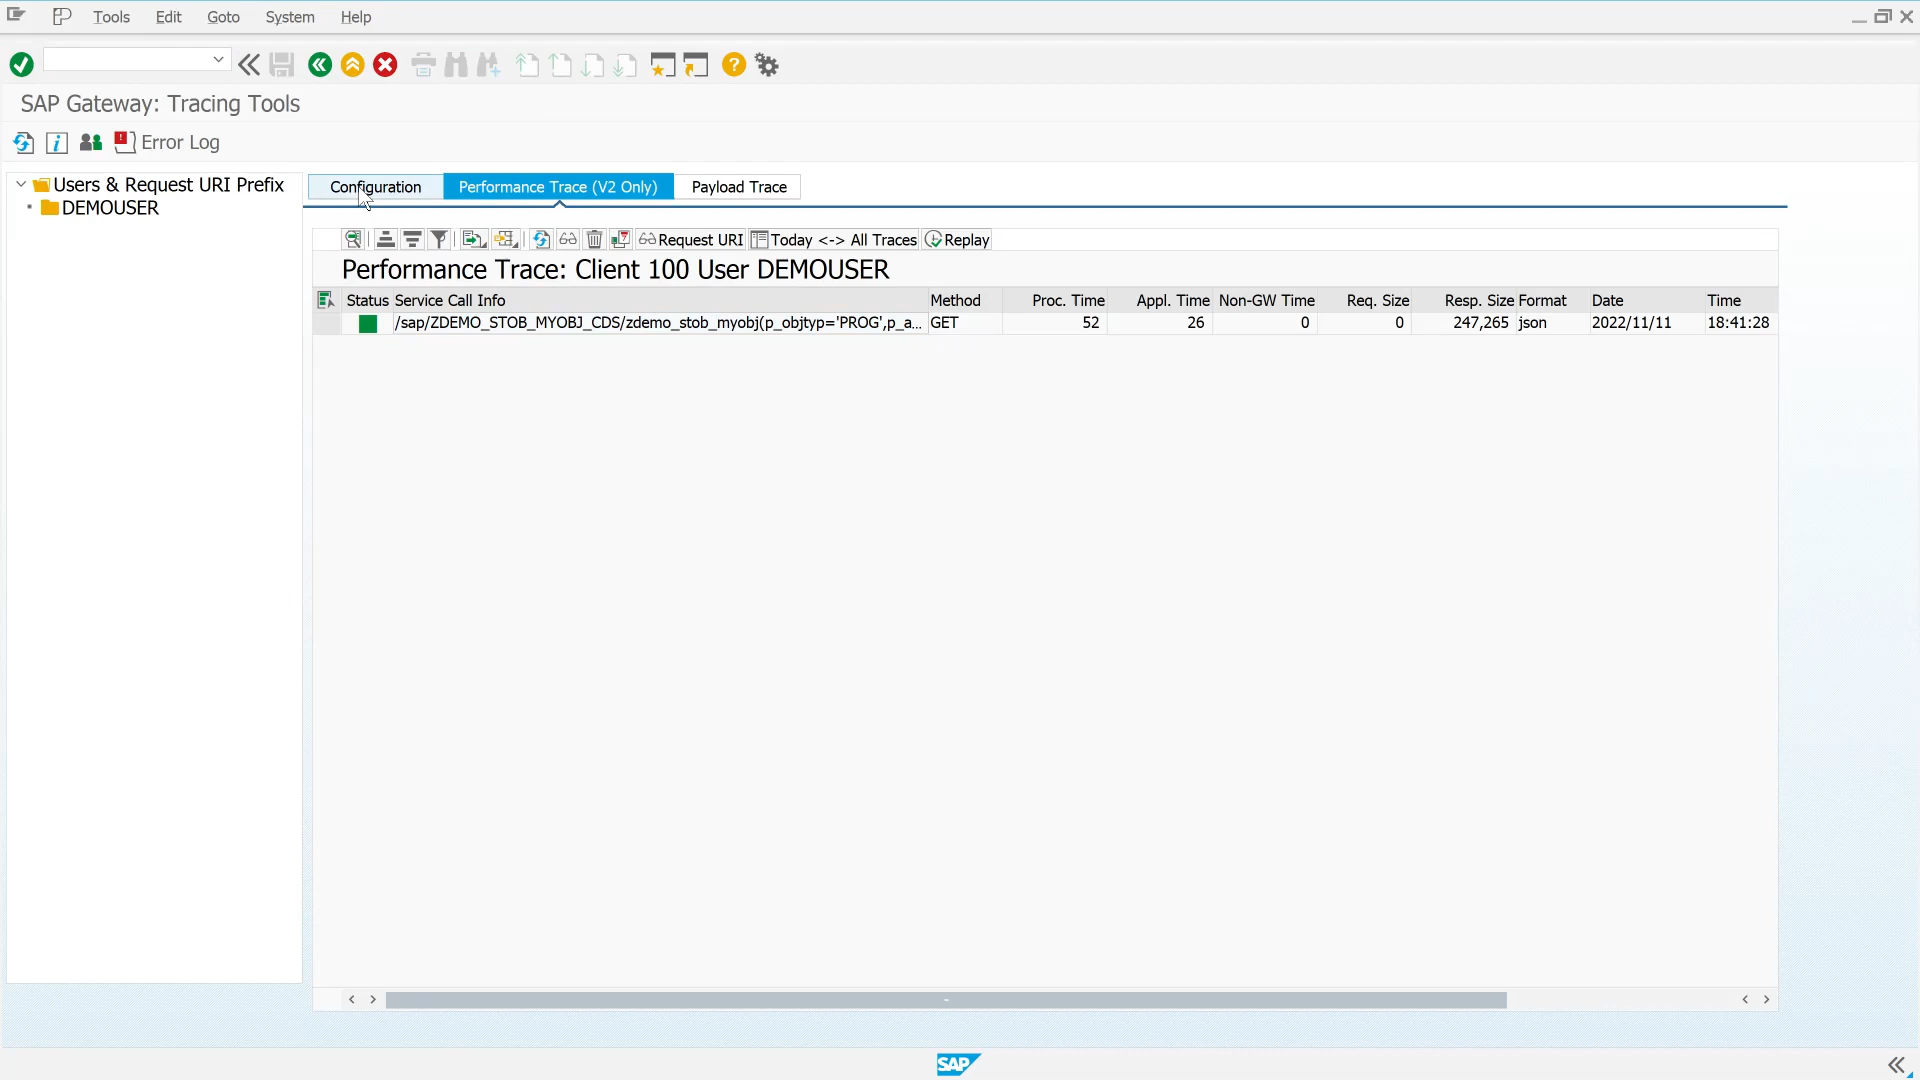 Tools Edit Goto System Help
SAP Gateway: Tracing Tools
Error Log
Users & Request URI Prefix
DEMOUSER
Configuration Performance Trace (V2 Only) Payload Trace
Request URI Today <-> All Traces Replay
Performance Trace: Client 100 User DEMOUSER
Status Service Call Info Method Proc. Time Appl. Time Non-GW Time Req. Size Resp. Size Format Date Time
/sap/ZDEMO_STOB_MYOBJ_CDS/zdemo_stob_myobj(p_objtyp='PROG',p_a... GET 52 26 0 0 247,265 json 2022/11/11 18:41:28
SAP